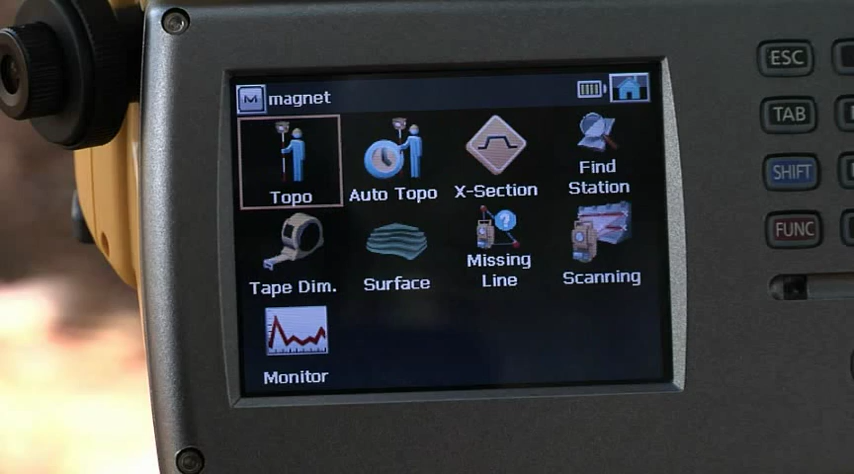 M magnet
Topo
Auto Topo
X-Section
Find
Station
Tape Dim.
Surface
Missing
Line
Scanning
Monitor
ESC
TAB
SHIFT
FUNC